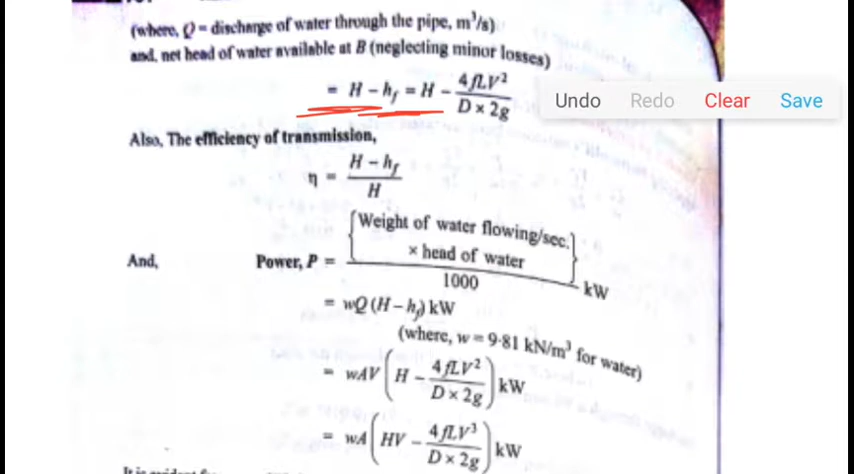 (where, Q = discharge of water through the pipe, m³/s)
and, net head of water available at B (neglecting minor losses)
= H − h_f = H − 4fLV² / (D × 2g)
Undo Redo Clear Save
Also, The efficiency of transmission,
η = (H − h_f) / H
And, Power, P = {Weight of water flowing/sec. × head of water} / 1000 kW
= wQ (H − h_f) kW
(where, w = 9·81 kN/m³ for water)
= wAV (H − 4fLV² / (D × 2g)) kW
= wA (HV − 4fLV³ / (D × 2g)) kW